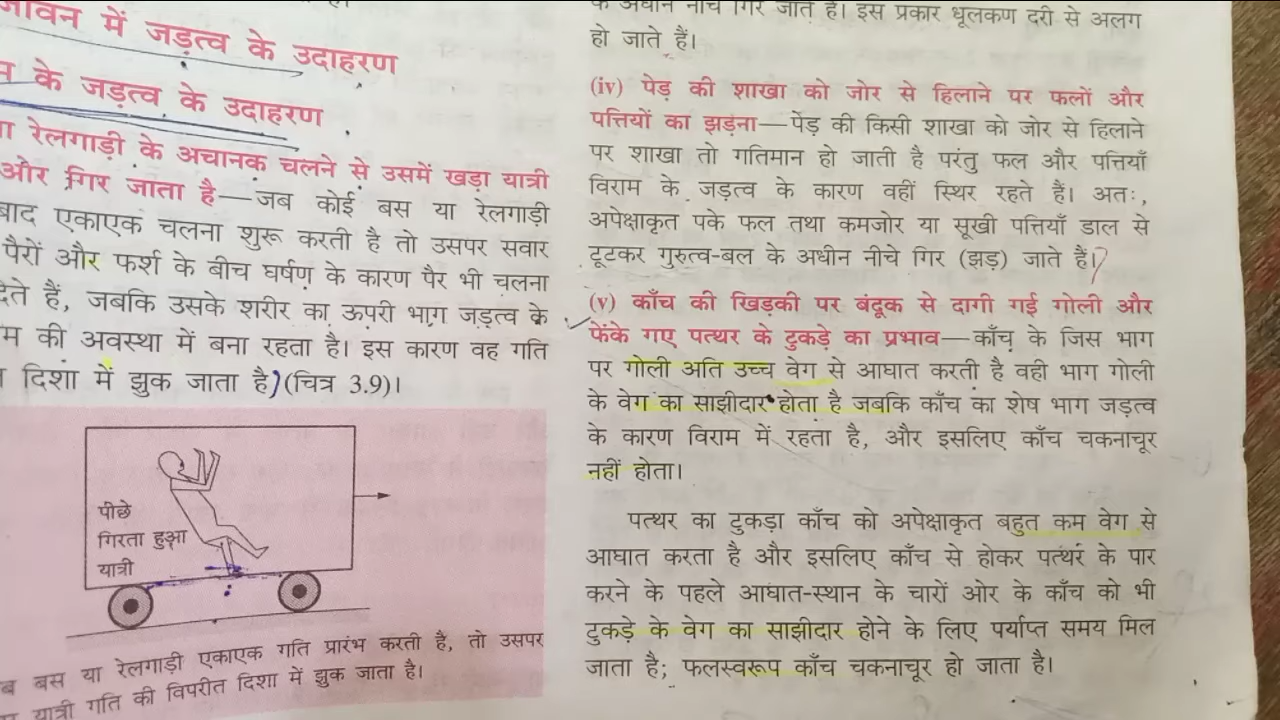 जीवन में जड़त्व के उदाहरण
के जड़त्व के उदाहरण
रेलगाड़ी के अचानक चलने से उसमें खड़ा यात्री
ओर गिर जाता है—जब कोई बस या रेलगाड़ी
बाद एकाएक चलना शुरू करती है तो उसपर सवार
पैरों और फर्श के बीच घर्षण के कारण पैर भी चलना
देते हैं, जबकि उसके शरीर का ऊपरी भाग जड़त्व के
की अवस्था में बना रहता है। इस कारण वह गति
दिशा में झुक जाता है (चित्र 3.9)।
पीछे
गिरता हुआ
यात्री
बस या रेलगाड़ी एकाएक गति प्रारंभ करती है, तो उसपर
यात्री गति की विपरीत दिशा में झुक जाता है।
के अधीन नीचे गिर जाते हैं। इस प्रकार धूलकण दरी से अलग
हो जाते हैं।
(iv) पेड़ की शाखा को जोर से हिलाने पर फलों और
पत्तियों का झड़ना—पेड़ की किसी शाखा को जोर से हिलाने
पर शाखा तो गतिमान हो जाती है परंतु फल और पत्तियाँ
विराम के जड़त्व के कारण वहीं स्थिर रहते हैं। अतः,
अपेक्षाकृत पके फल तथा कमजोर या सूखी पत्तियाँ डाल से
टूटकर गुरुत्व-बल के अधीन नीचे गिर (झड़) जाते हैं।
(v) काँच की खिड़की पर बंदूक से दागी गई गोली और
फेंके गए पत्थर के टुकड़े का प्रभाव—काँच के जिस भाग
पर गोली अति उच्च वेग से आघात करती है वही भाग गोली
के वेग का साझीदार होता है जबकि काँच का शेष भाग जड़त्व
के कारण विराम में रहता है, और इसलिए काँच चकनाचूर
नहीं होता।
पत्थर का टुकड़ा काँच को अपेक्षाकृत बहुत कम वेग से
आघात करता है और इसलिए काँच से होकर पत्थर के पार
करने के पहले आघात-स्थान के चारों ओर के काँच को भी
टुकड़े के वेग का साझीदार होने के लिए पर्याप्त समय मिल
जाता है; फलस्वरूप काँच चकनाचूर हो जाता है।